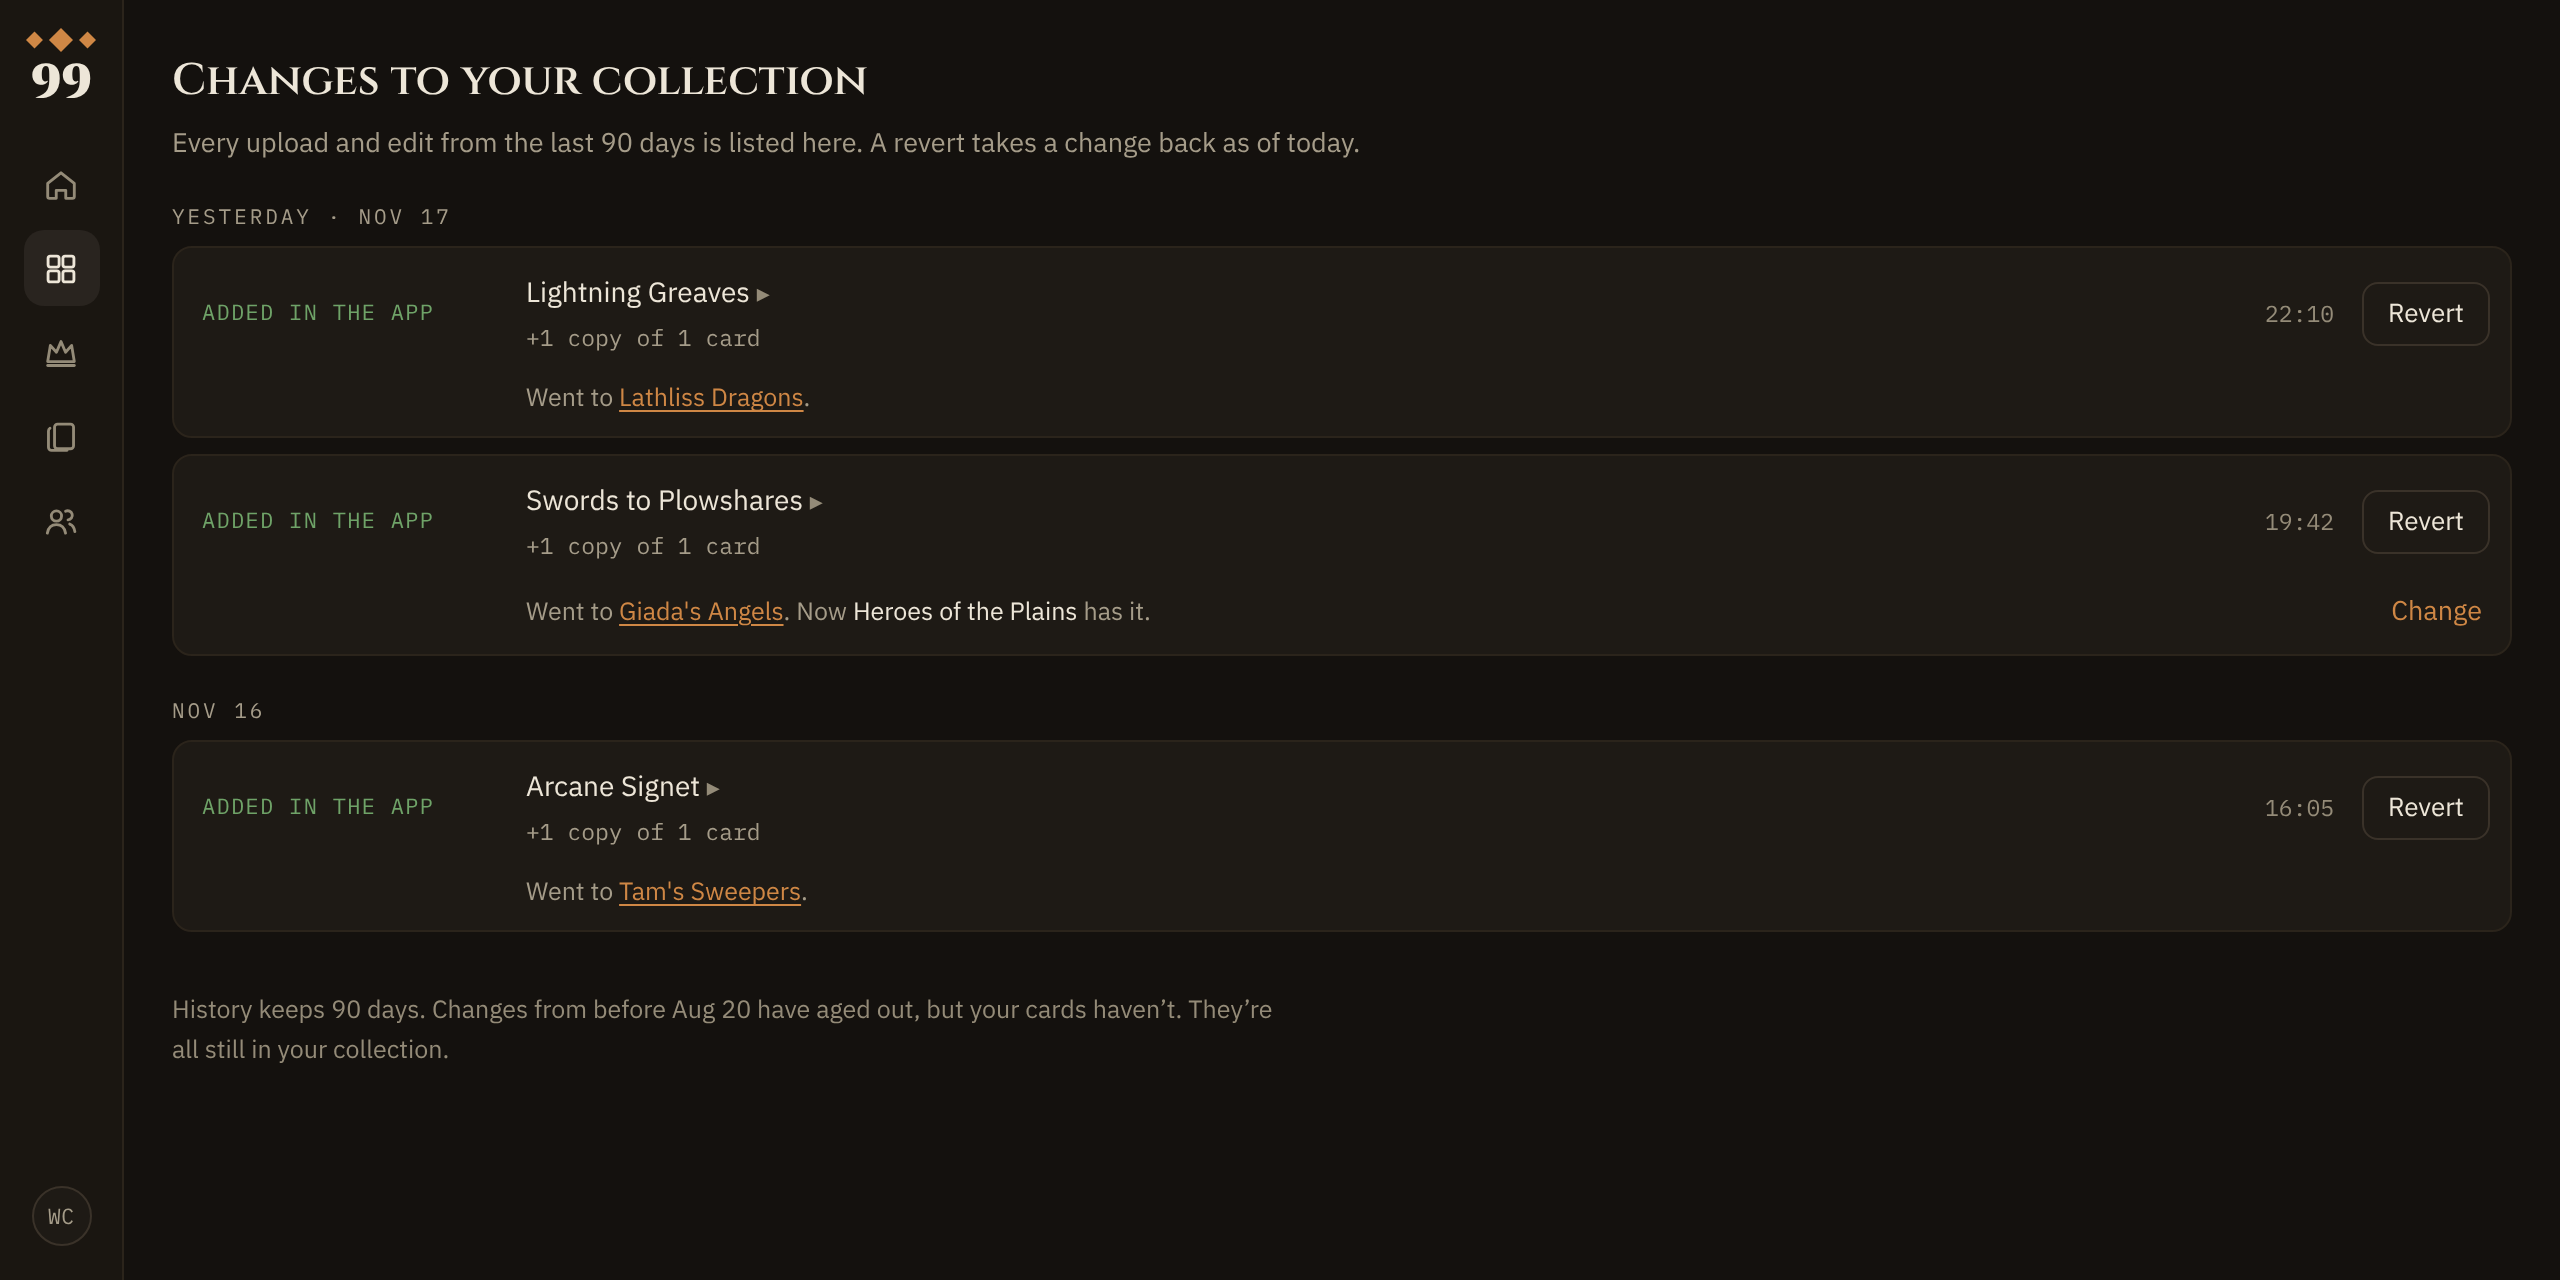 99
Changes to your collection
Every upload and edit from the last 90 days is listed here. A revert takes a change back as of today.
YESTERDAY · NOV 17
ADDED IN THE APP
Lightning Greaves ▸
+1 copy of 1 card
22:10
Revert
Went to Lathliss Dragons.
ADDED IN THE APP
Swords to Plowshares ▸
+1 copy of 1 card
19:42
Revert
Went to Giada's Angels. Now Heroes of the Plains has it.
Change
NOV 16
ADDED IN THE APP
Arcane Signet ▸
+1 copy of 1 card
16:05
Revert
Went to Tam's Sweepers.
History keeps 90 days. Changes from before Aug 20 have aged out, but your cards haven’t. They’re
all still in your collection.
WC